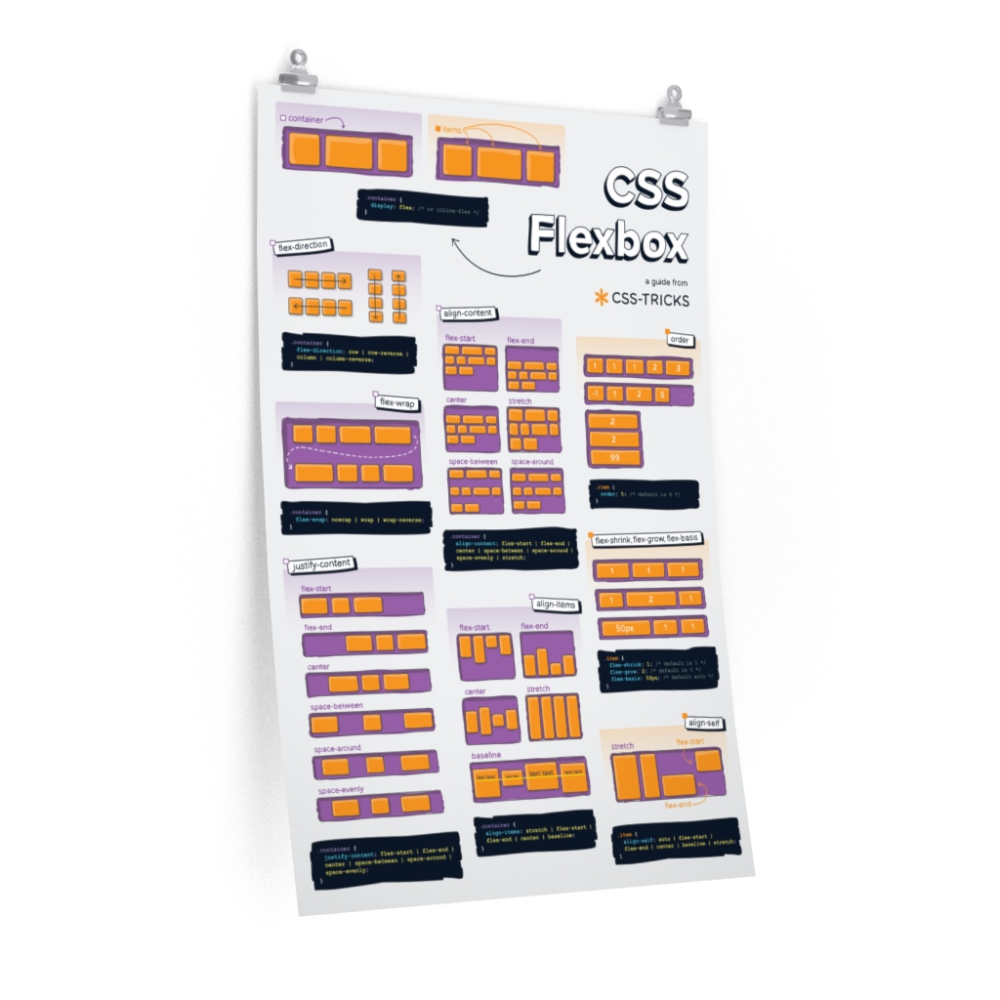 container
items
CSS
Flexbox
a guide from
CSS-TRICKS
.container {
display: flex; /* or inline-flex */
}
flex-direction
.container {
flex-direction: row | row-reverse |
column | column-reverse;
}
flex-wrap
.container {
flex-wrap: nowrap | wrap | wrap-reverse;
}
justify-content
flex-start
flex-end
center
space-between
space-around
space-evenly
.container {
justify-content: flex-start | flex-end |
center | space-between | space-around |
space-evenly;
}
align-content
flex-start flex-end
center stretch
space-between space-around
.container {
align-content: flex-start | flex-end |
center | space-between | space-around |
space-evenly | stretch;
}
align-items
flex-start flex-end
center stretch
baseline
text text text text text text text text
.container {
align-items: stretch | flex-start |
flex-end | center | baseline;
}
order
1 1 1 2 3
-1 1 2 5
2
2
99
.item {
order: 5; /* default is 0 */
}
flex-shrink, flex-grow, flex-basis
1 1 1
1 2 1
50px 1 1
.item {
flex-shrink: 1; /* default is 1 */
flex-grow: 2; /* default is 0 */
flex-basis: 50px; /* default auto */
}
align-self
stretch flex-start
flex-end
.item {
align-self: auto | flex-start |
flex-end | center | baseline | stretch;
}